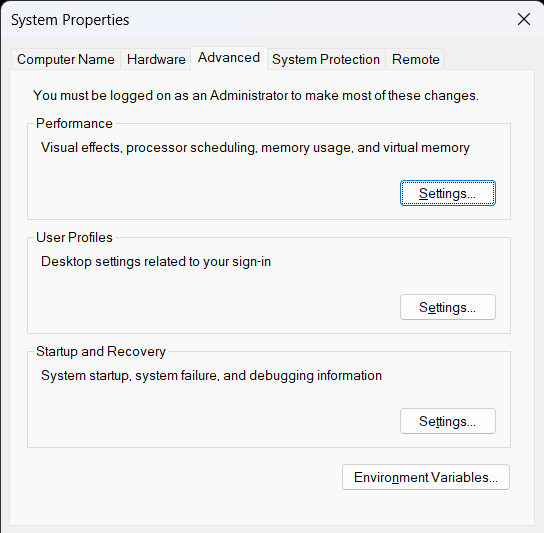 System Properties
Computer Name Hardware Advanced System Protection Remote
You must be logged on as an Administrator to make most of these changes.
Performance
Visual effects, processor scheduling, memory usage, and virtual memory
Settings...
User Profiles
Desktop settings related to your sign-in
Settings...
Startup and Recovery
System startup, system failure, and debugging information
Settings...
Environment Variables...